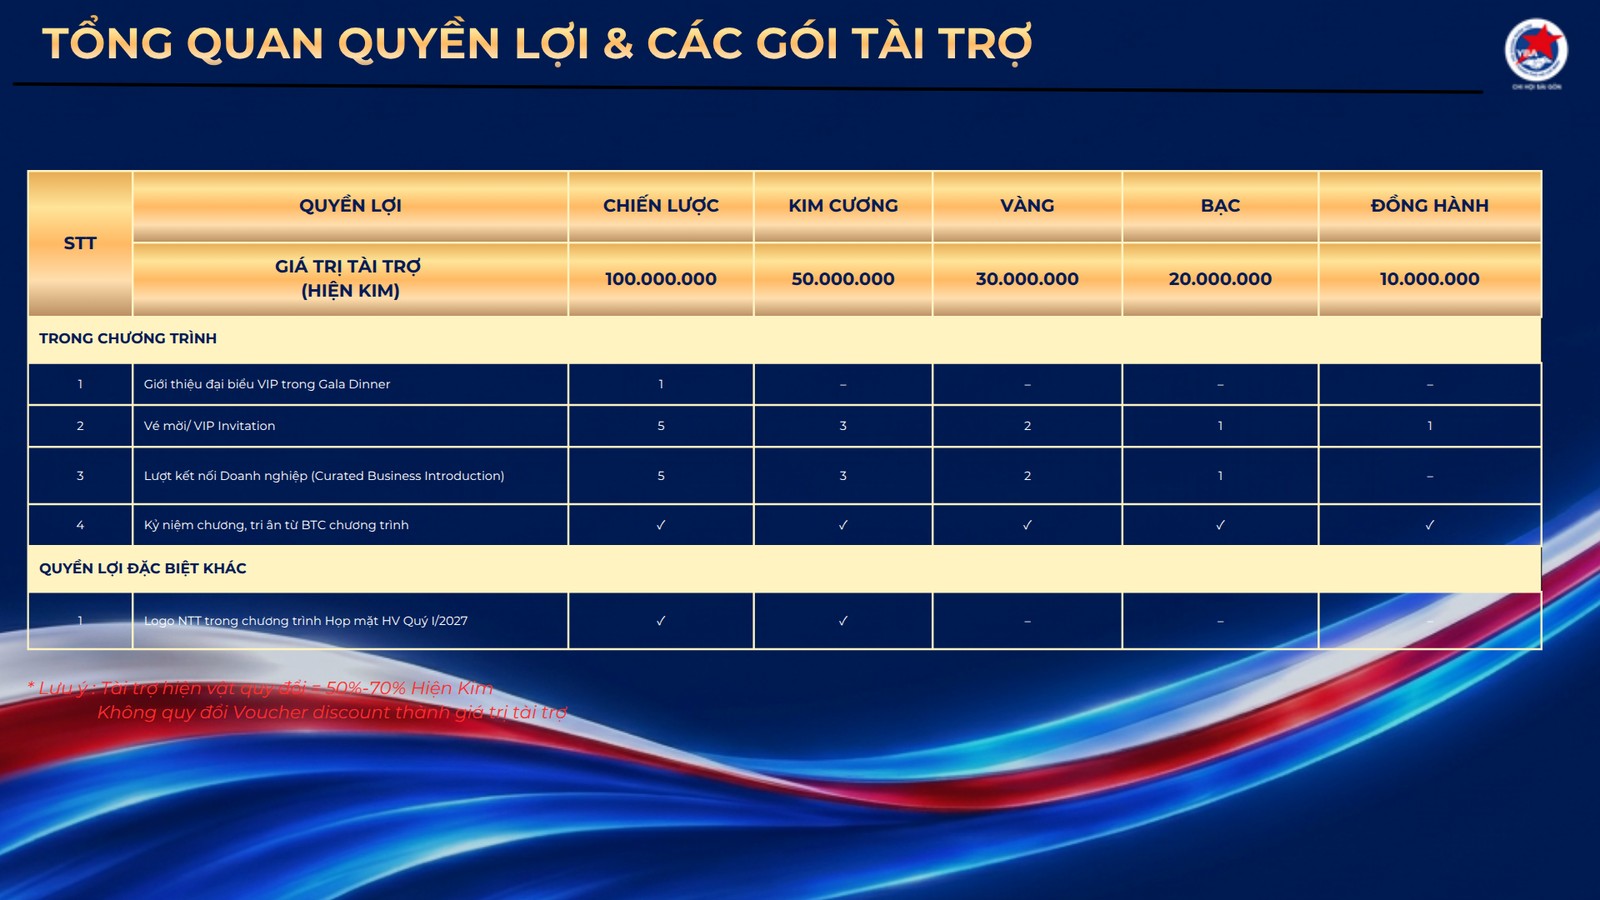 TỔNG QUAN QUYỀN LỢI & CÁC GÓI TÀI TRỢ
YBA
CHI HỘI SÀI GÒN
STT QUYỀN LỢI CHIẾN LƯỢC KIM CƯƠNG VÀNG BẠC ĐỒNG HÀNH
GIÁ TRỊ TÀI TRỢ
(HIỆN KIM) 100.000.000 50.000.000 30.000.000 20.000.000 10.000.000
TRONG CHƯƠNG TRÌNH
1 Giới thiệu đại biểu VIP trong Gala Dinner 1 – – – –
2 Vé mời/ VIP Invitation 5 3 2 1 1
3 Lượt kết nối Doanh nghiệp (Curated Business Introduction) 5 3 2 1 –
4 Kỷ niệm chương, tri ân từ BTC chương trình ✓ ✓ ✓ ✓ ✓
QUYỀN LỢI ĐẶC BIỆT KHÁC
1 Logo NTT trong chương trình Họp mặt HV Quý I/2027 ✓ ✓ – – –
* Lưu ý : Tài trợ hiện vật quy đổi = 50%-70% Hiện Kim
Không quy đổi Voucher discount thành giá trị tài trợ